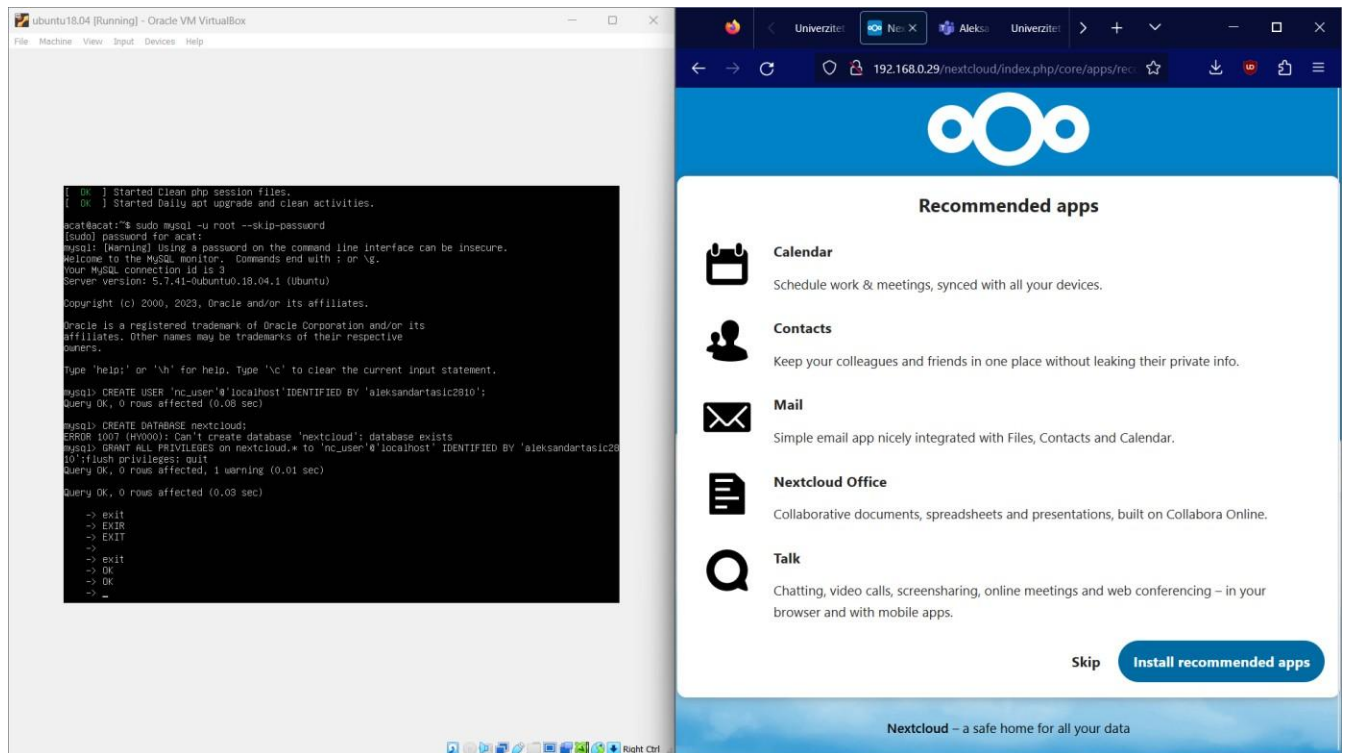 ubuntu18.04 [Running] - Oracle VM VirtualBox
File Machine View Input Devices Help
[ OK ] Started Clean php session files.
[ OK ] Started Daily apt upgrade and clean activities.
acat@acat:~$ sudo mysql -u root --skip-password
[sudo] password for acat:
mysql: [Warning] Using a password on the command line interface can be insecure.
Welcome to the MySQL monitor. Commands end with ; or \g.
Your MySQL connection id is 3
Server version: 5.7.41-0ubuntu0.18.04.1 (Ubuntu)
Copyright (c) 2000, 2023, Oracle and/or its affiliates.
Oracle is a registered trademark of Oracle Corporation and/or its
affiliates. Other names may be trademarks of their respective
owners.
Type 'help;' or '\h' for help. Type '\c' to clear the current input statement.
mysql> CREATE USER 'nc_user'@'localhost'IDENTIFIED BY 'aleksandartasic2810';
Query OK, 0 rows affected (0.08 sec)
mysql> CREATE DATABASE nextcloud;
ERROR 1007 (HY000): Can't create database 'nextcloud'; database exists
mysql> GRANT ALL PRIVILEGES on nextcloud.* to 'nc_user'@'localhost' IDENTIFIED BY 'aleksandartasic28
10';flush privileges; quit
Query OK, 0 rows affected, 1 warning (0.01 sec)
Query OK, 0 rows affected (0.03 sec)
-> exit
-> EXIR
-> EXIT
->
-> exit
-> OK
-> OK
-> _
Right Ctrl
Univerzitet Nex Aleksa Univerzitet
192.168.0.29/nextcloud/index.php/core/apps/rec
Recommended apps
Calendar
Schedule work & meetings, synced with all your devices.
Contacts
Keep your colleagues and friends in one place without leaking their private info.
Mail
Simple email app nicely integrated with Files, Contacts and Calendar.
Nextcloud Office
Collaborative documents, spreadsheets and presentations, built on Collabora Online.
Talk
Chatting, video calls, screensharing, online meetings and web conferencing – in your
browser and with mobile apps.
Skip Install recommended apps
Nextcloud – a safe home for all your data